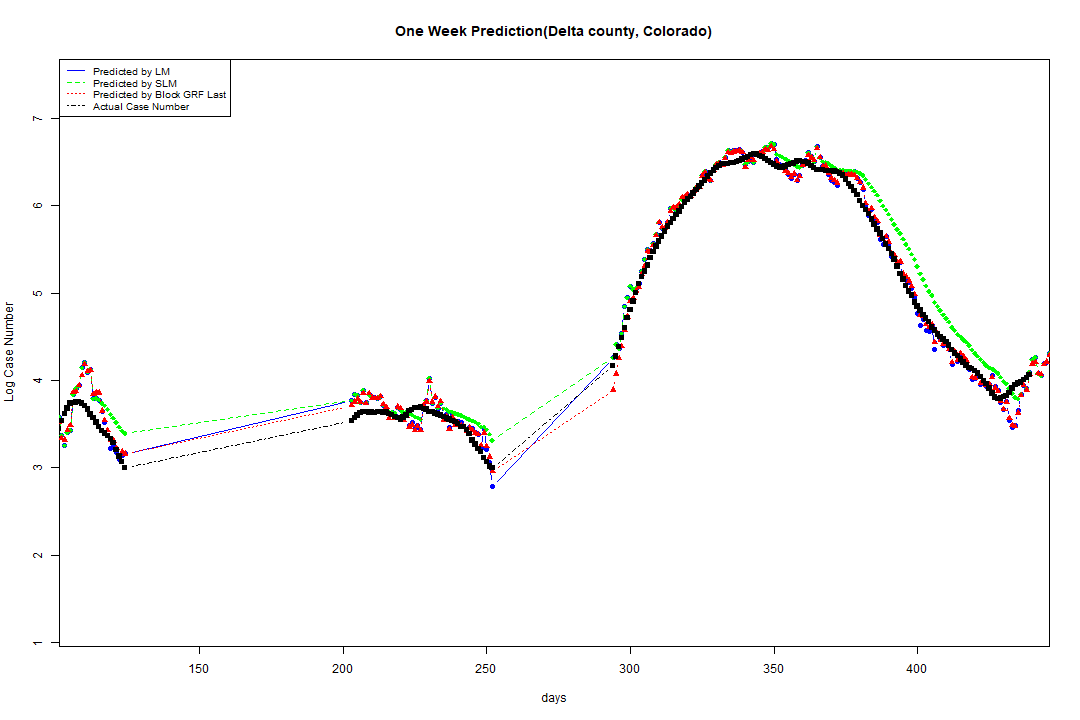 One Week Prediction(Delta county, Colorado)
Predicted by LM
Predicted by SLM
Predicted by Block GRF Last
Actual Case Number
Log Case Number
7
6
5
4
3
2
1
150 200 250 300 350 400
days